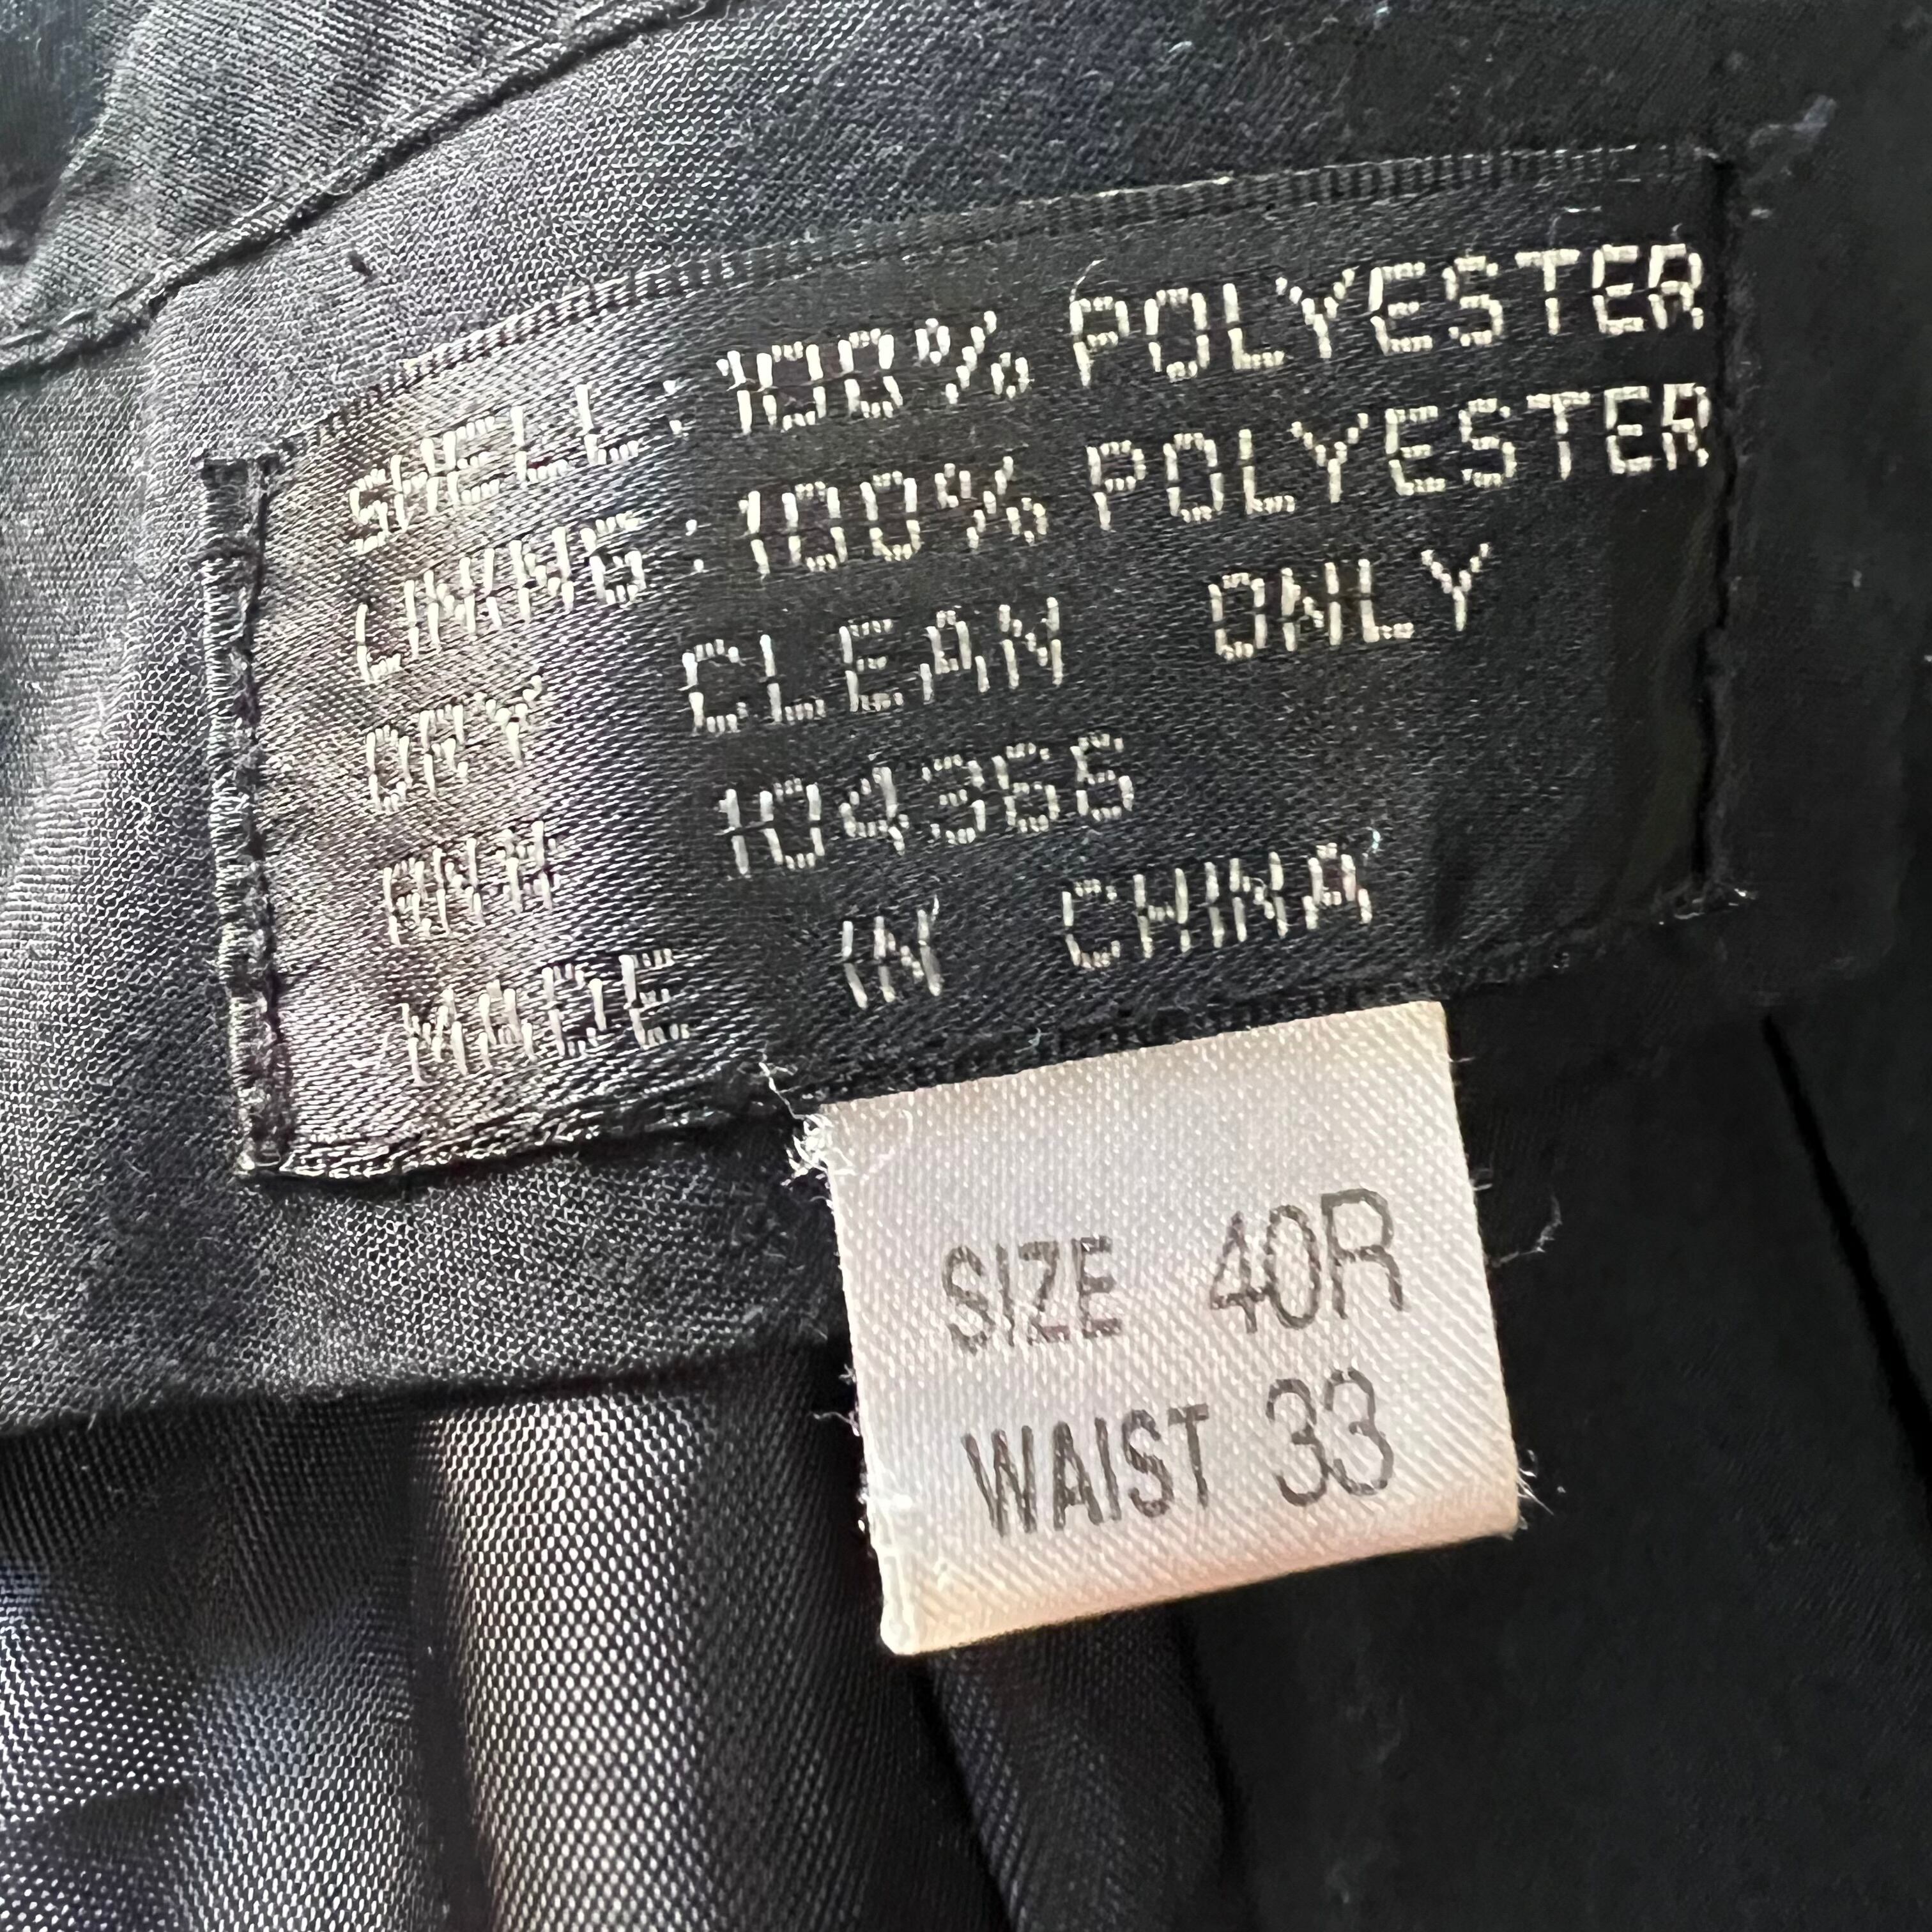 SHELL : 100% POLYESTER
LINING : 100% POLYESTER
DRY CLEAN ONLY
RN# 104366
MADE IN CHINA
SIZE 40R
WAIST 33